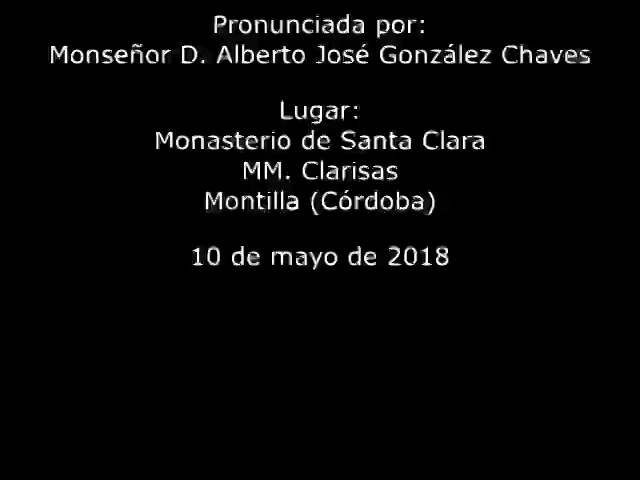 Pronunciada por:
Monseñor D. Alberto José González Chaves
Lugar:
Monasterio de Santa Clara
MM. Clarisas
Montilla (Córdoba)
10 de mayo de 2018